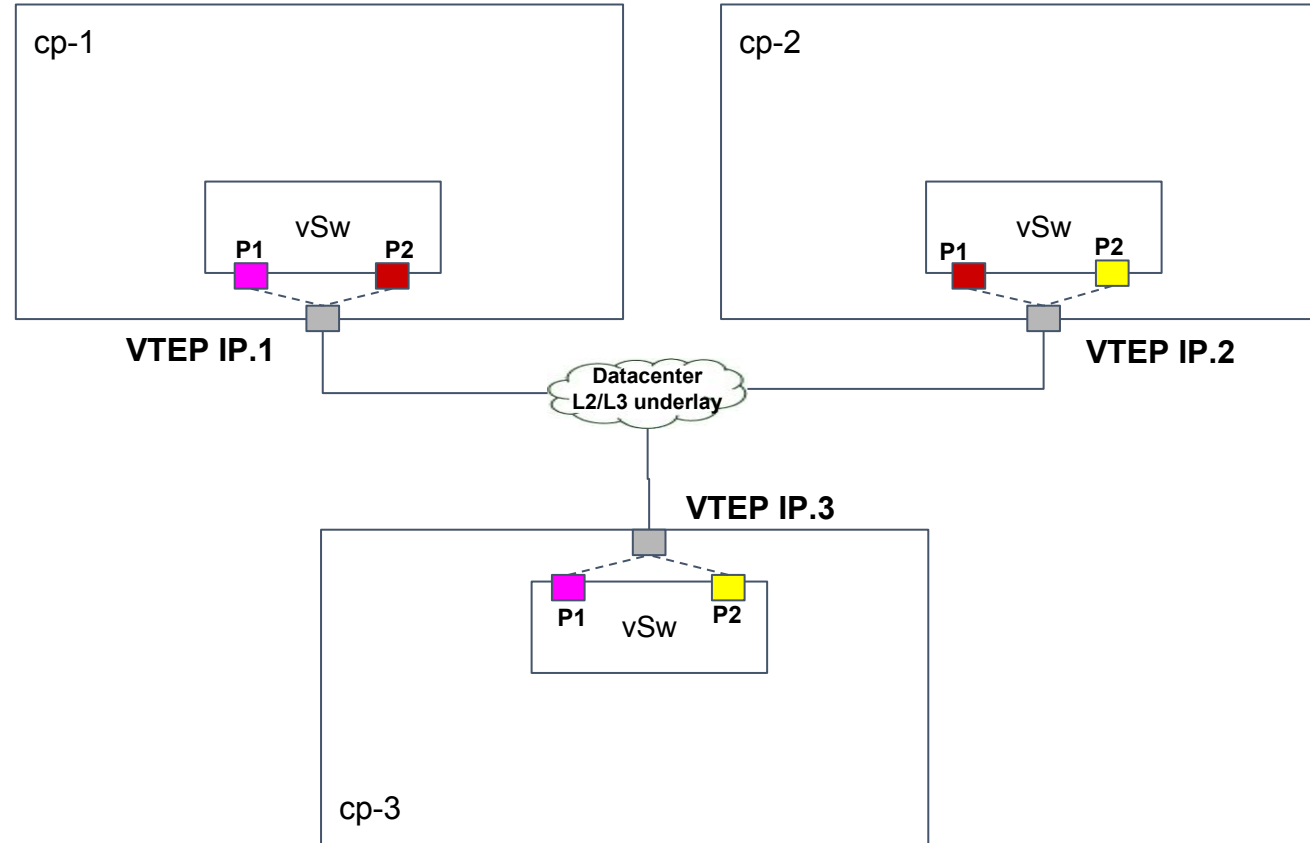 cp-1
cp-2
vSw
vSw
P1
P2
P1
P2
VTEP IP.1
VTEP IP.2
Datacenter
L2/L3 underlay
VTEP IP.3
P1
P2
vSw
cp-3